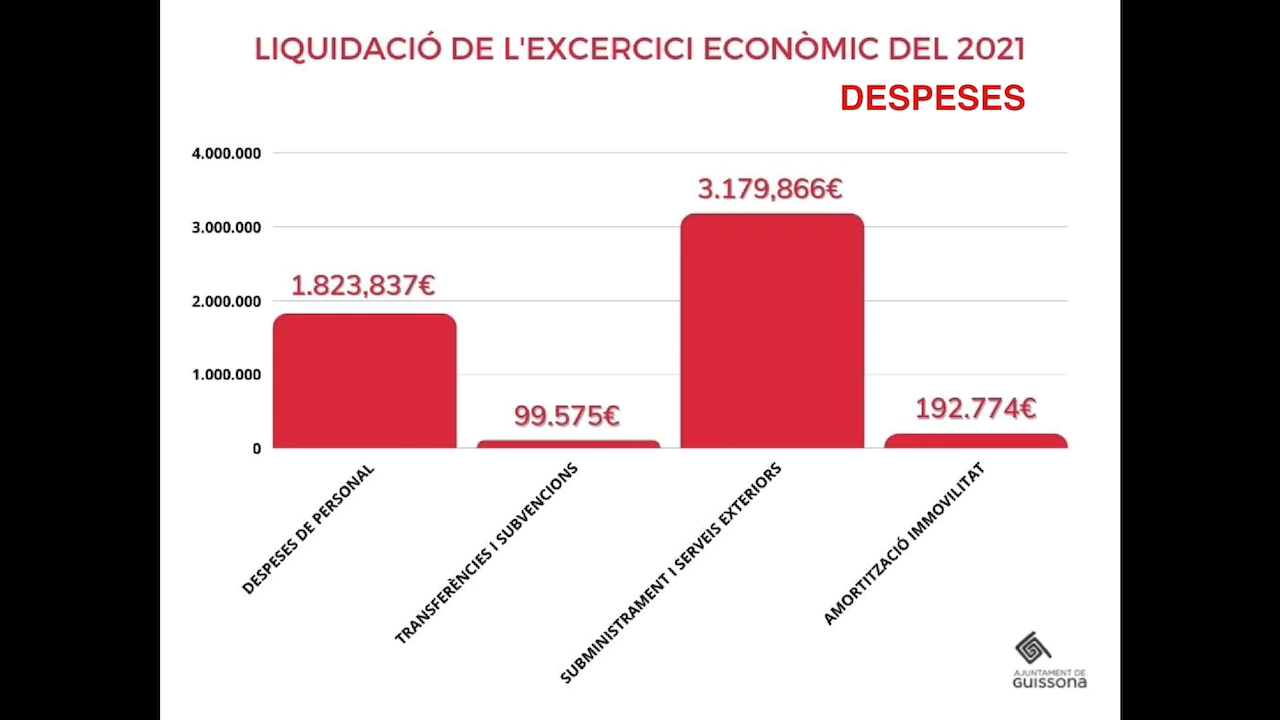 LIQUIDACIÓ DE L'EXCERCICI ECONÒMIC DEL 2021
DESPESES
4.000.000
3.000.000
2.000.000
1.000.000
0
1.823,837€
99.575€
3.179,866€
192.774€
DESPESES DE PERSONAL
TRANSFERÈNCIES I SUBVENCIONS
SUBMINISTRAMENT I SERVEIS EXTERIORS
AMORTITZACIÓ IMMOVILITAT
AJUNTAMENT DE
GUISSONA